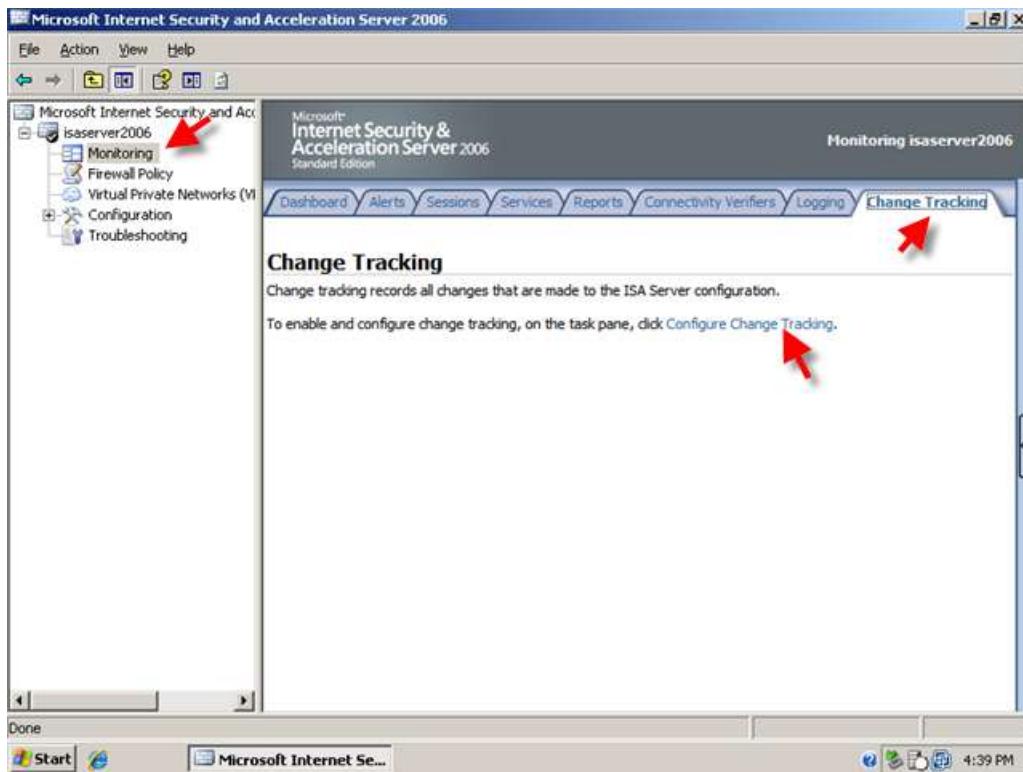 Microsoft Internet Security and Acceleration Server 2006
File Action View Help
Microsoft Internet Security and Acc
isaserver2006
Monitoring
Firewall Policy
Virtual Private Networks (VI
Configuration
Troubleshooting
Microsoft
Internet Security &
Acceleration Server 2006
Standard Edition
Monitoring isaserver2006
Dashboard Alerts Sessions Services Reports Connectivity Verifiers Logging Change Tracking
Change Tracking
Change tracking records all changes that are made to the ISA Server configuration.
To enable and configure change tracking, on the task pane, click Configure Change Tracking.
Done
Start Microsoft Internet Se... 4:39 PM